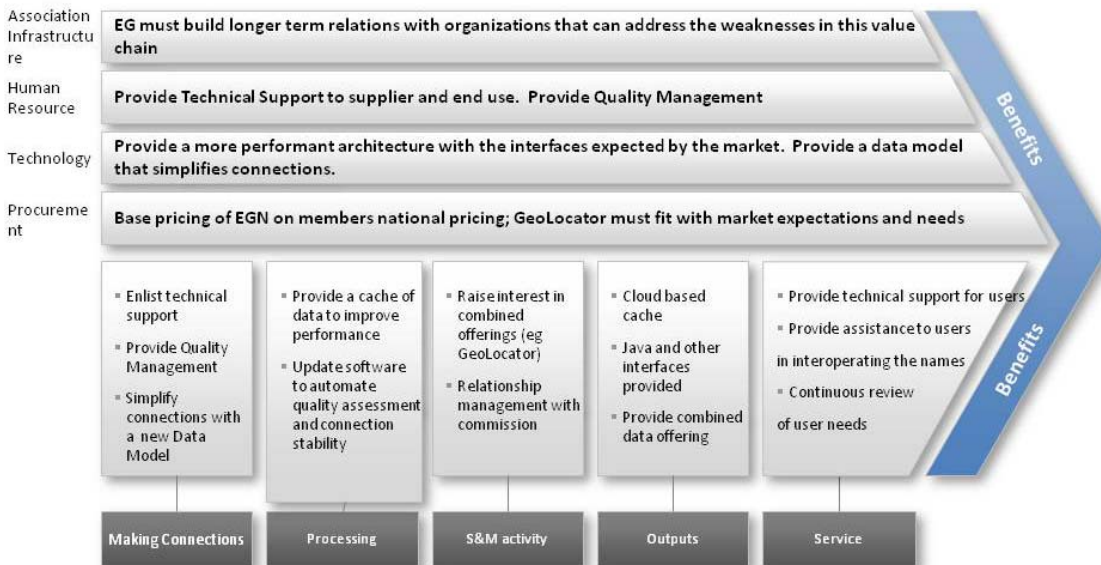 Association
Infrastructu
re
EG must build longer term relations with organizations that can address the weaknesses in this value
chain
Human
Resource
Provide Technical Support to supplier and end use. Provide Quality Management
Technology
Provide a more performant architecture with the interfaces expected by the market. Provide a data model
that simplifies connections.
Procureme
nt
Base pricing of EGN on members national pricing; GeoLocator must fit with market expectations and needs
Benefits
Benefits
▪ Enlist technical
support
▪ Provide Quality
Management
▪ Simplify
connections with
a new Data
Model
▪ Provide a cache of
data to improve
performance
▪ Update software
to automate
quality assessment
and connection
stability
▪ Raise interest in
combined
offerings (eg
GeoLocator)
▪ Relationship
management with
commission
▪ Cloud based
cache
▪ Java and other
interfaces
provided
▪ Provide combined
data offering
▪ Provide technical support for users
▪ Provide assistance to users
in interoperating the names
▪ Continuous review
of user needs
Making Connections
Processing
S&M activity
Outputs
Service